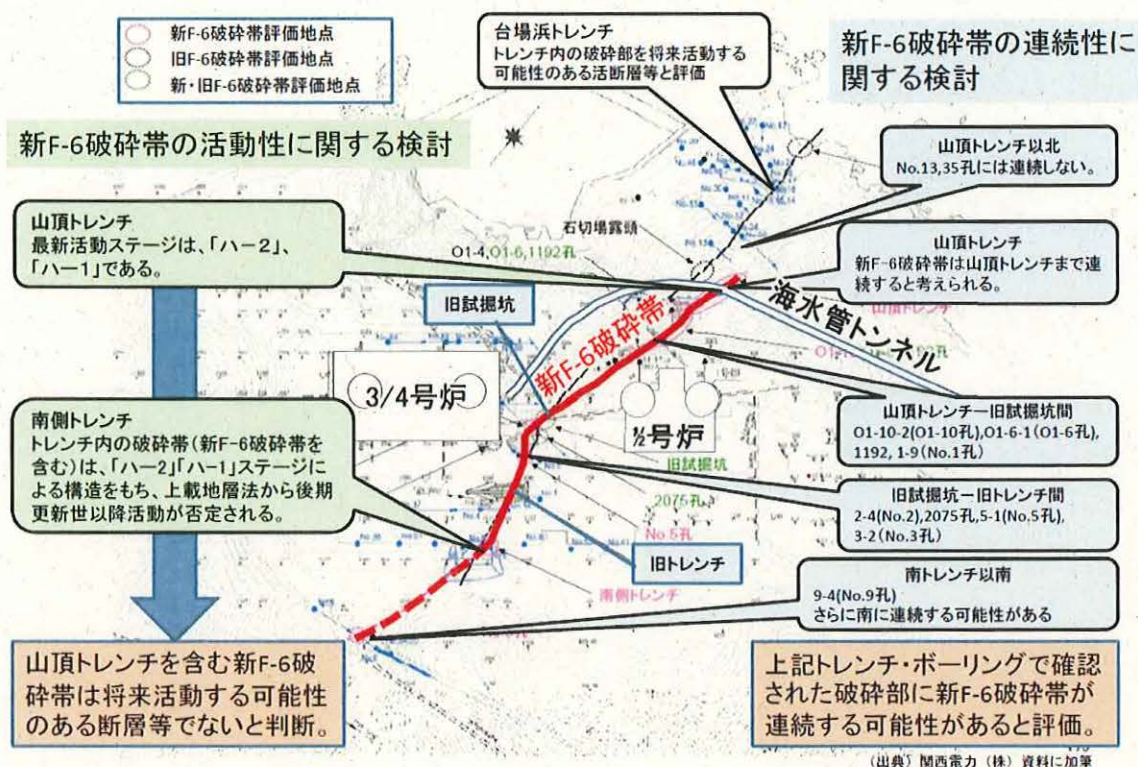 新F-6破砕帯評価地点
旧F-6破砕帯評価地点
新・旧F-6破砕帯評価地点
台場浜トレンチ
トレンチ内の破砕部を将来活動する
可能性のある活断層等と評価
新F-6破砕帯の連続性に
関する検討
新F-6破砕帯の活動性に関する検討
山頂トレンチ以北
No.13,35孔には連続しない。
山頂トレンチ
最新活動ステージは、「ハー2」、
「ハー1」である。
石切場露頭
O1-4,O1-6,1192孔
山頂トレンチ
新F-6破砕帯は山頂トレンチまで連
続すると考えられる。
旧試掘坑
新F-6破砕帯
海水管トンネル
山頂トレンチ
3/4号炉
½号炉
南側トレンチ
トレンチ内の破砕帯(新F-6破砕帯を
含む)は、「ハー2」「ハー1」ステージに
よる構造をもち、上載地層法から後期
更新世以降活動が否定される。
山頂トレンチー旧試掘坑間
O1-10-2(O1-10孔),O1-6-1(O1-6孔),
1192, 1-9(No.1孔)
旧試掘坑
2075孔
旧試掘坑ー旧トレンチ間
2-4(No.2),2075孔,5-1(No,5孔),
3-2(No.3孔)
No.5孔
旧トレンチ
南側トレンチ
南トレンチ以南
9-4(No.9孔)
さらに南に連続する可能性がある
山頂トレンチを含む新F-6破
砕帯は将来活動する可能性
のある断層等でないと判断。
上記トレンチ・ボーリングで確認
された破砕部に新F-6破砕帯が
連続する可能性があると評価。
(出典)関西電力(株)資料に加筆